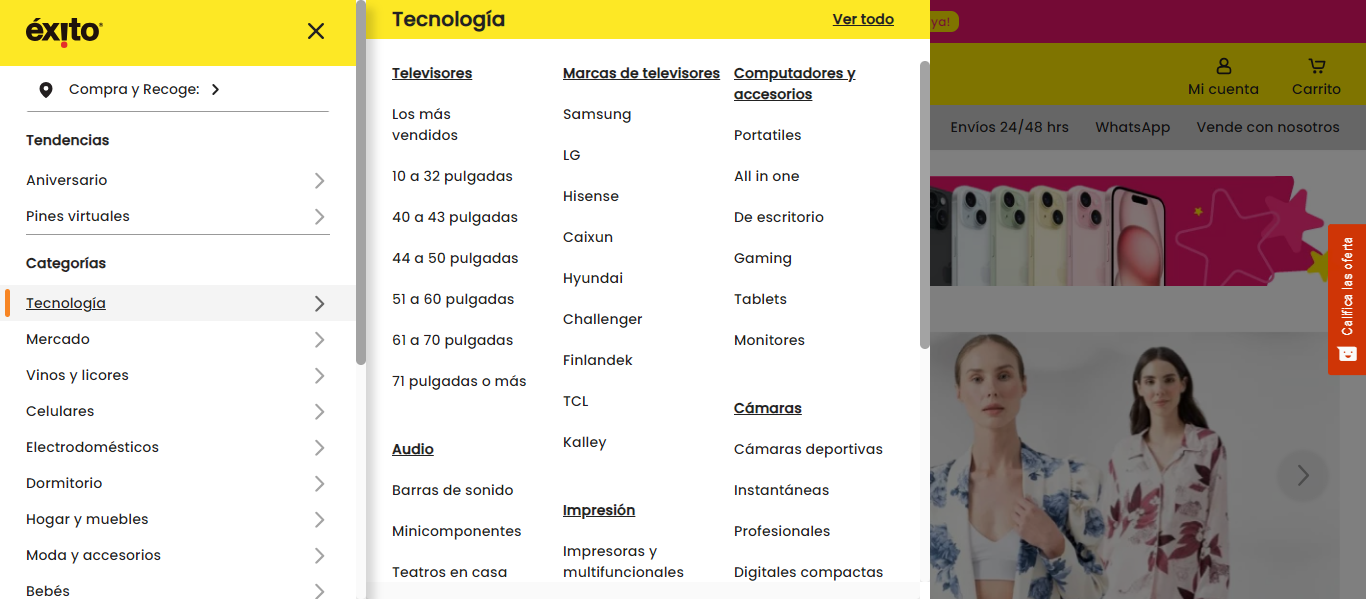 éxito
Compra y Recoge:
Tendencias
Aniversario
Pines virtuales
Categorías
Tecnología
Mercado
Vinos y licores
Celulares
Electrodomésticos
Dormitorio
Hogar y muebles
Moda y accesorios
Bebés
Tecnología
Ver todo
Televisores
Los más
vendidos
10 a 32 pulgadas
40 a 43 pulgadas
44 a 50 pulgadas
51 a 60 pulgadas
61 a 70 pulgadas
71 pulgadas o más
Audio
Barras de sonido
Minicomponentes
Teatros en casa
Marcas de televisores
Samsung
LG
Hisense
Caixun
Hyundai
Challenger
Finlandek
TCL
Kalley
Impresión
Impresoras y
multifuncionales
Computadores y
accesorios
Portatiles
All in one
De escritorio
Gaming
Tablets
Monitores
Cámaras
Cámaras deportivas
Instantáneas
Profesionales
Digitales compactas
ya!
Mi cuenta
Carrito
Envíos 24/48 hrs
WhatsApp
Vende con nosotros
Califica las oferta